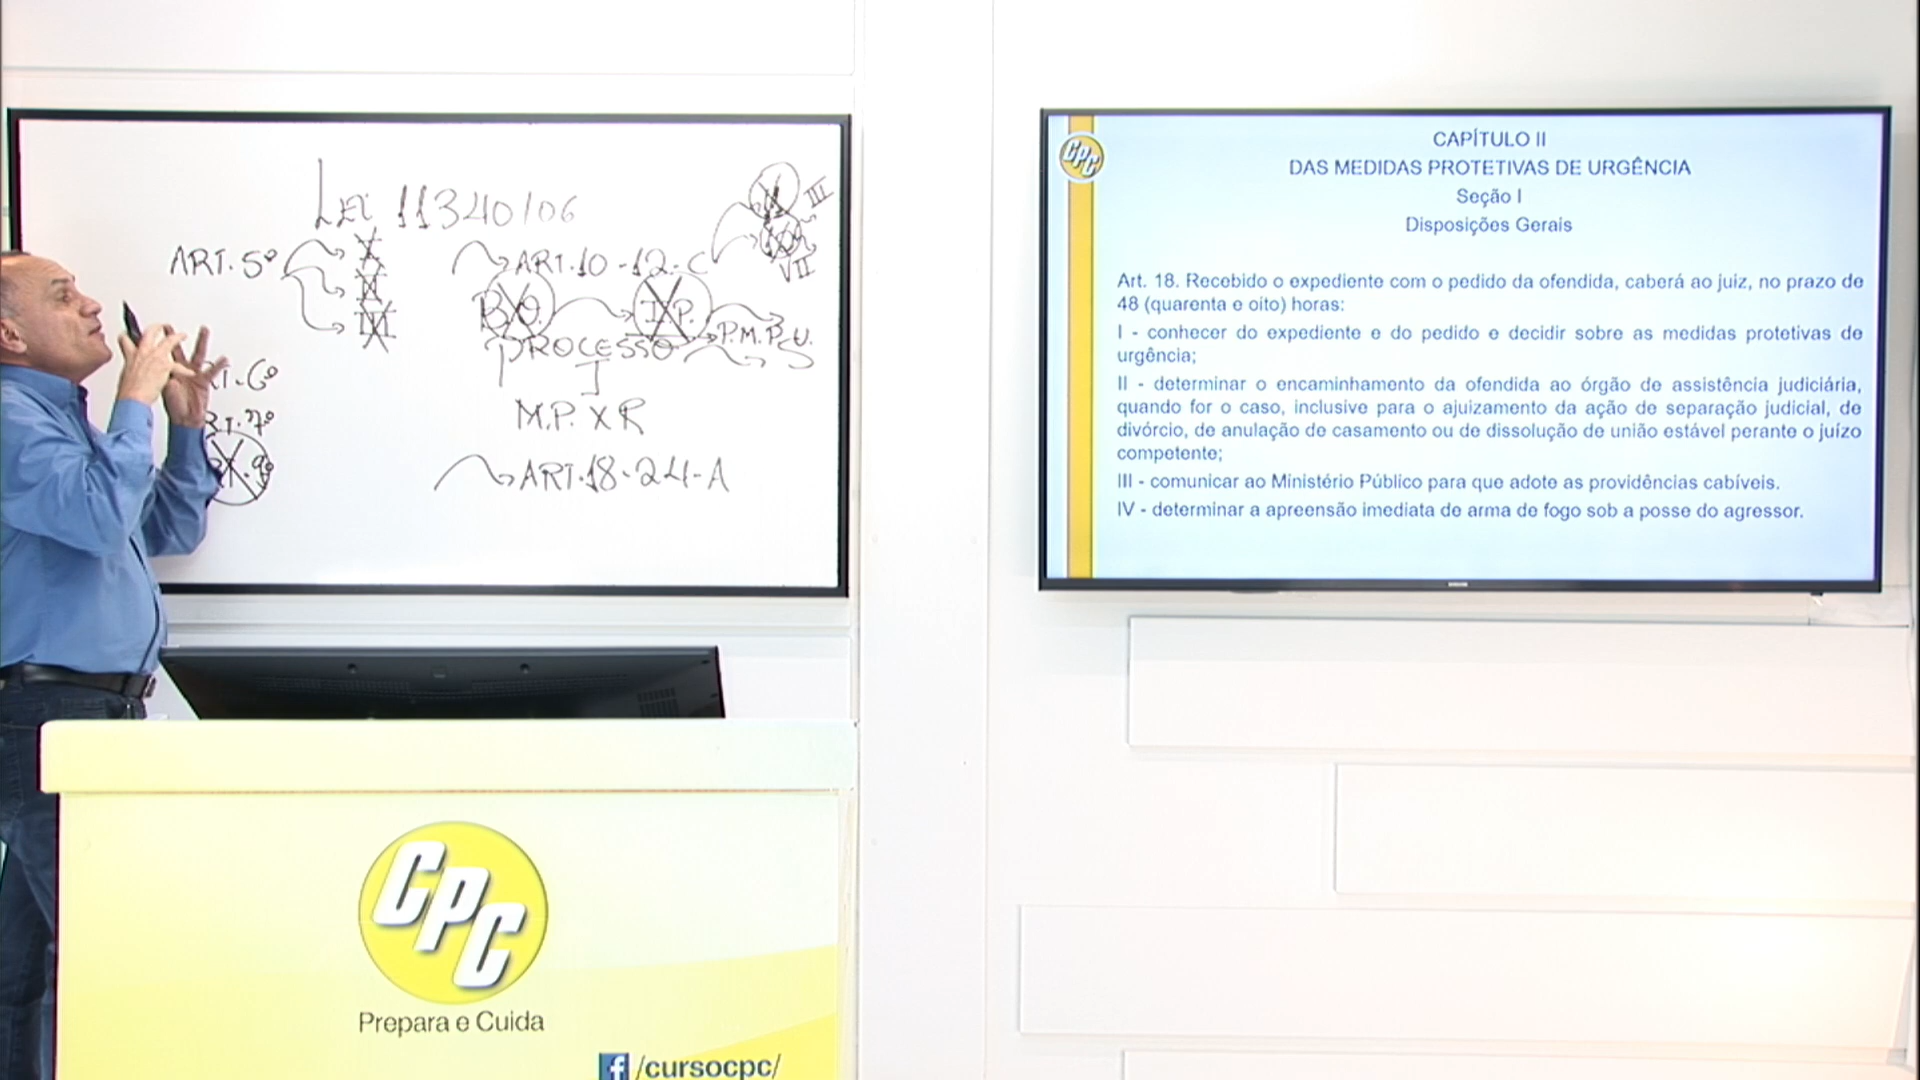 LEI 11340/06
ART. 5º
I
II
III
ART. 10 - 12 - C
III
VII
B.O.
I.P.
P.M.P.U.
PROCESSO
J
M.P. X R
RT. 6º
RT. 7º
RT. 9º
ART. 18 - 24 - A
CPC
CAPÍTULO II
DAS MEDIDAS PROTETIVAS DE URGÊNCIA
Seção I
Disposições Gerais
Art. 18. Recebido o expediente com o pedido da ofendida, caberá ao juiz, no prazo de
48 (quarenta e oito) horas:
I - conhecer do expediente e do pedido e decidir sobre as medidas protetivas de
urgência;
II - determinar o encaminhamento da ofendida ao órgão de assistência judiciária,
quando for o caso, inclusive para o ajuizamento da ação de separação judicial, de
divórcio, de anulação de casamento ou de dissolução de união estável perante o juízo
competente;
III - comunicar ao Ministério Público para que adote as providências cabíveis.
IV - determinar a apreensão imediata de arma de fogo sob a posse do agressor.
CPC
Prepara e Cuida
f /cursocpc/